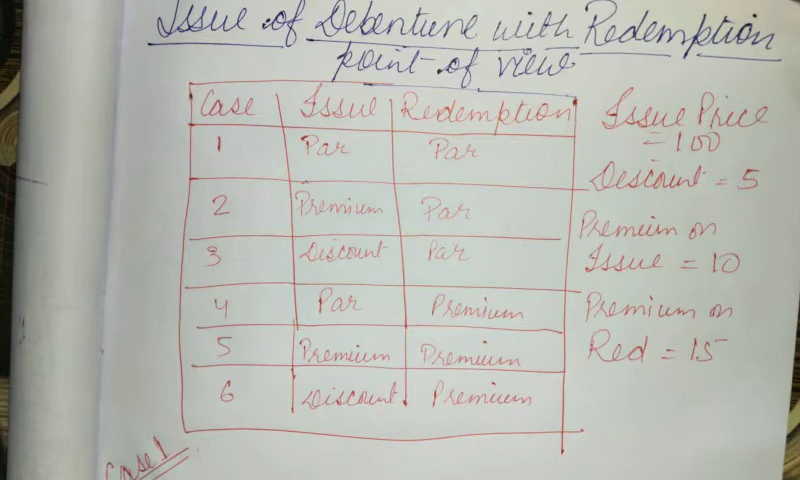 Issue of Debenture with Redemption
point of view
Case Issue Redemption
1 Par Par
2 Premium Par
3 Discount Par
4 Par Premium
5 Premium Premium
6 Discount Premium
Issue Price
= 100
Discount = 5
Premium on
Issue = 10
Premium on
Red = 15
Case 1